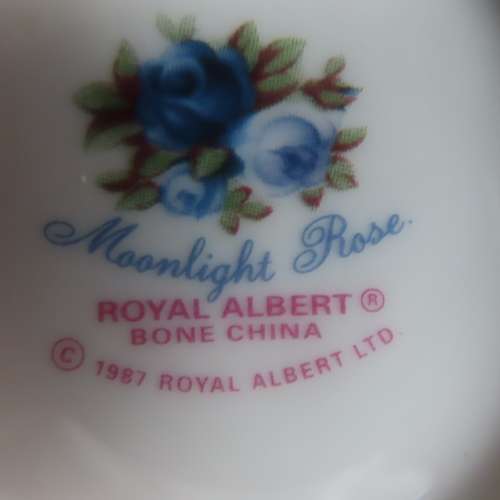 Moonlight Rose.
ROYAL ALBERT ®
BONE CHINA
© 1987 ROYAL ALBERT LTD